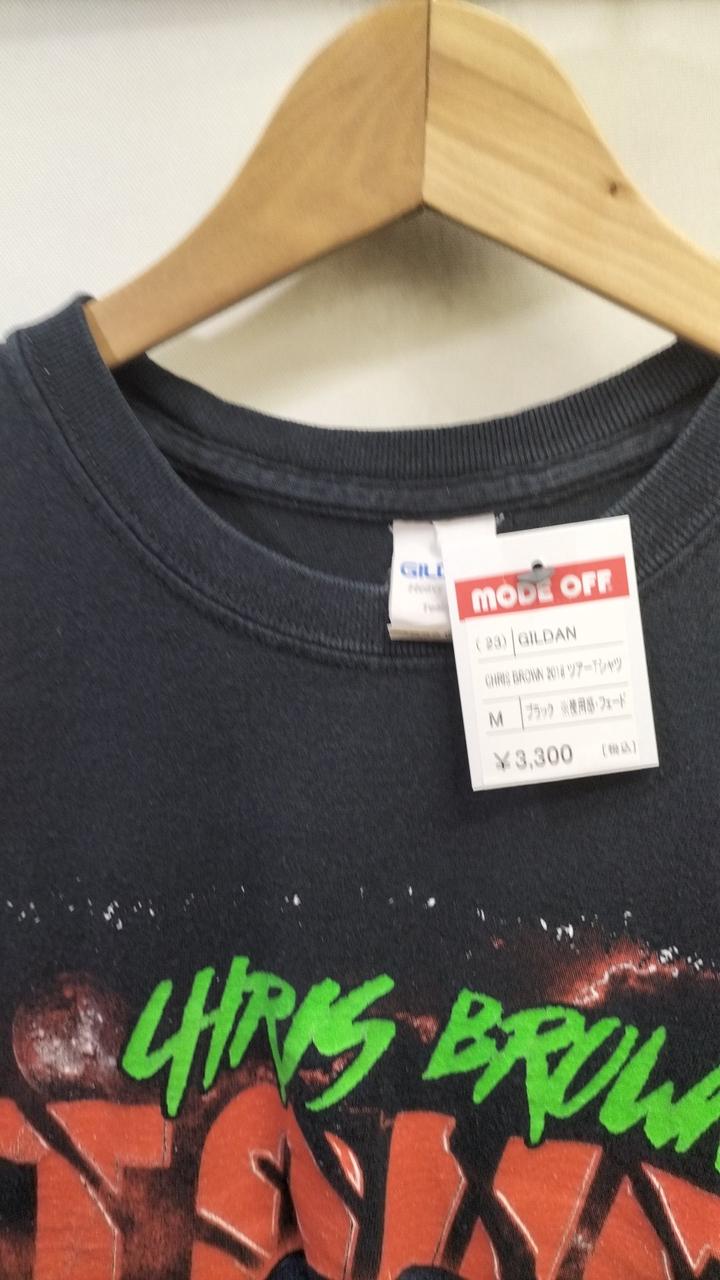 GILD
MODE OFF
(23) GILDAN
CHRIS BROWN 2018 ツアーTシャツ
M ブラック ※使用感・フェード
¥3,300 [税込]
CHRIS BROWN